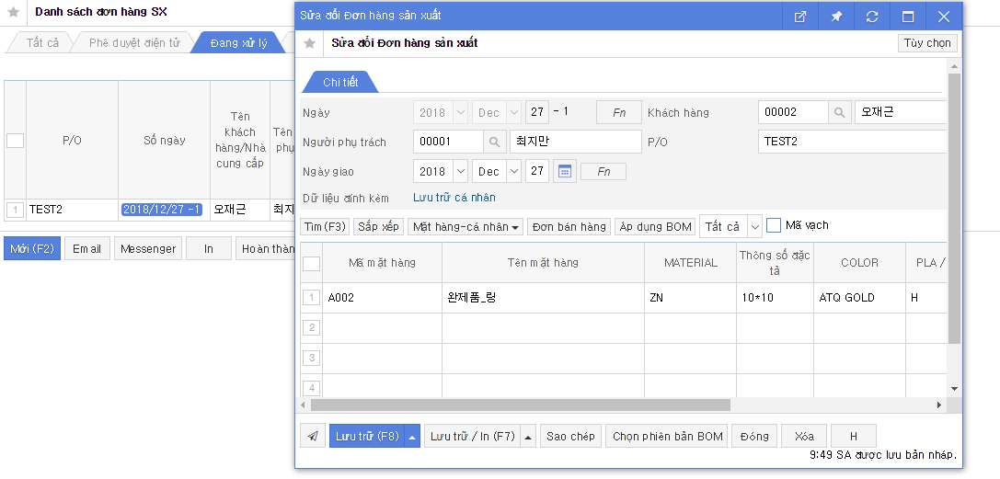 Danh sách đơn hàng SX
Tất cả
Phê duyệt điện tử
Đang xử lý
P/O
Số ngày
Tên khách hàng/Nhà cung cấp
Tên phụ
1
TEST2
2018/12/27 -1
오재근
최지
Mới (F2)
Email
Messenger
In
Hoàn thàn
Sửa đổi Đơn hàng sản xuất
Sửa đổi Đơn hàng sản xuất
Tùy chọn
Chi tiết
Ngày
2018
Dec
27
- 1
Fn
Khách hàng
00002
오재근
Người phụ trách
00001
최지만
P/O
TEST2
Ngày giao
2018
Dec
27
Fn
Dữ liệu đính kèm
Lưu trữ cá nhân
Tìm (F3)
Sắp xếp
Mặt hàng-cá nhân
Đơn bán hàng
Áp dụng BOM
Tất cả
Mã vạch
Mã mặt hàng
Tên mặt hàng
MATERIAL
Thông số đặc tả
COLOR
PLA /
1
A002
완제품_링
ZN
10*10
ATQ GOLD
H
2
3
4
Lưu trữ (F8)
Lưu trữ / In (F7)
Sao chép
Chọn phiên bản BOM
Đóng
Xóa
H
9:49 SA được lưu bản nháp.